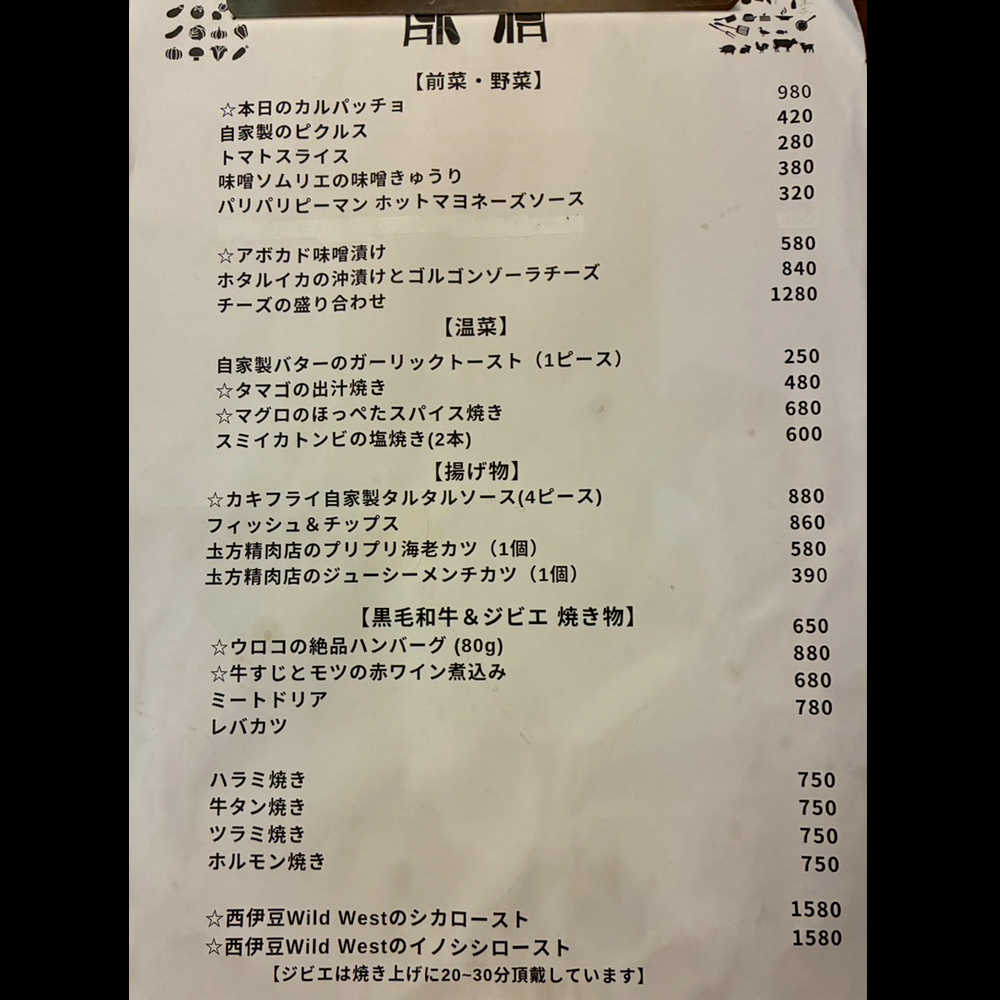 【前菜・野菜】
☆本日のカルパッチョ 980
自家製のピクルス 420
トマトスライス 280
味噌ソムリエの味噌きゅうり 380
パリパリピーマン ホットマヨネーズソース 320
☆アボカド味噌漬け 580
ホタルイカの沖漬けとゴルゴンゾーラチーズ 840
チーズの盛り合わせ 1280
【温菜】
自家製バターのガーリックトースト（1ピース） 250
☆タマゴの出汁焼き 480
☆マグロのほっぺたスパイス焼き 680
スミイカトンビの塩焼き(2本) 600
【揚げ物】
☆カキフライ自家製タルタルソース(4ピース) 880
フィッシュ＆チップス 860
圡方精肉店のプリプリ海老カツ（1個） 580
圡方精肉店のジューシーメンチカツ（1個） 390
【黒毛和牛＆ジビエ 焼き物】
☆ウロコの絶品ハンバーグ (80g) 650
☆牛すじとモツの赤ワイン煮込み 880
ミートドリア 680
レバカツ 780
ハラミ焼き 750
牛タン焼き 750
ツラミ焼き 750
ホルモン焼き 750
☆西伊豆Wild Westのシカロースト 1580
☆西伊豆Wild Westのイノシシロースト 1580
【ジビエは焼き上げに20~30分頂戴しています】